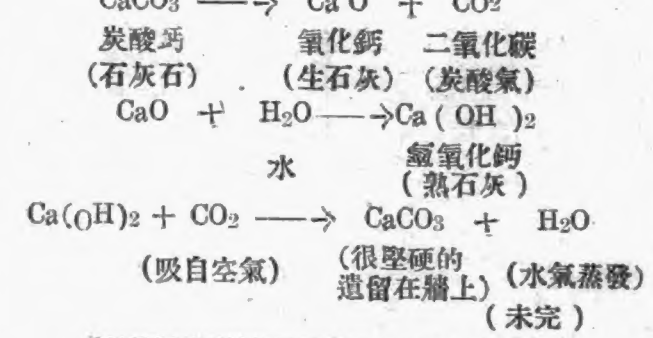 CaCO₃ ——→ CaO + CO₂
炭酸鈣 氧化鈣 二氧化碳
(石灰石) (生石灰) (炭酸氣)
CaO + H₂O——→Ca ( OH )₂
水 氫氧化鈣
( 熟石灰 )
Ca(OH)₂ + CO₂ ——→ CaCO₃ + H₂O
(吸自空氣) (很堅硬的
遺留在牆上) (水氣蒸發)
( 未完 )